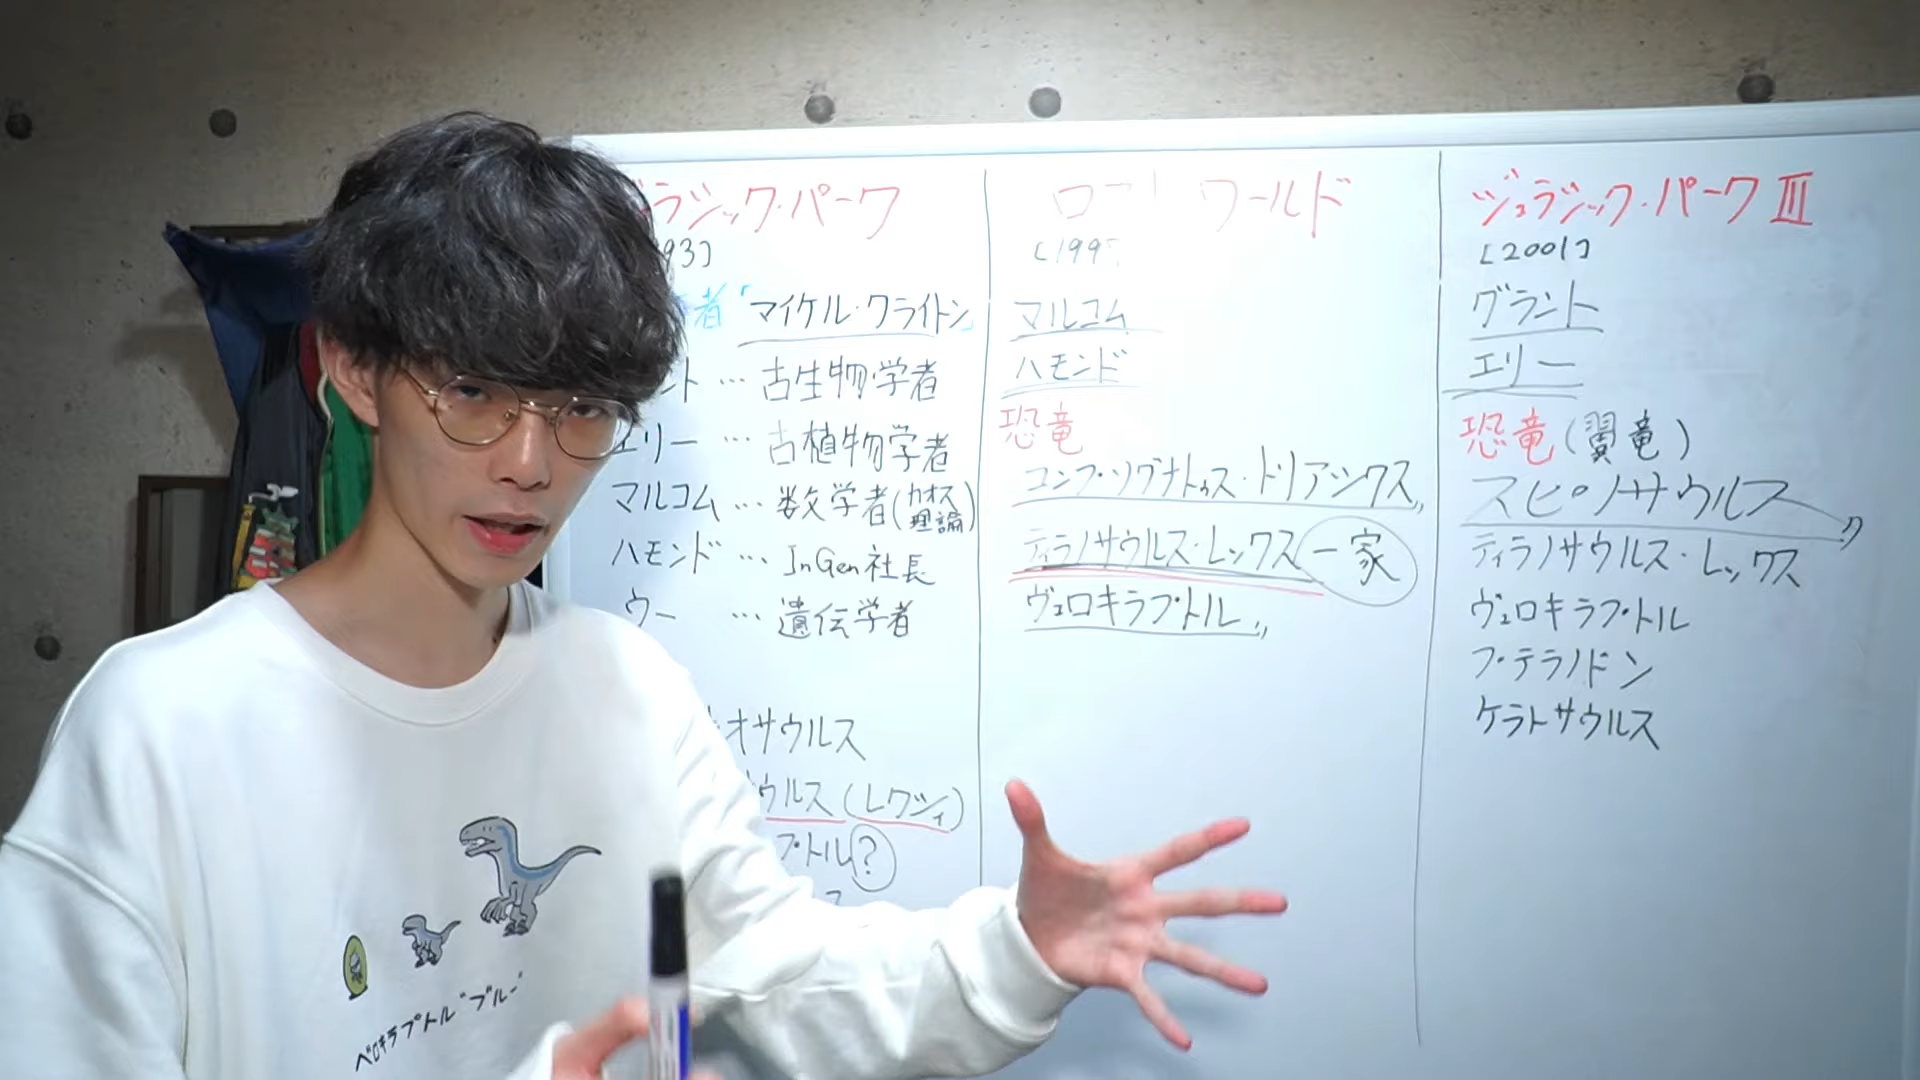 ラシック・パーク
93]
者「マイケル・クライトン」
ト … 古生物学者
エリー … 古植物学者
マルコム … 数学者(カオス理論)
ハモンド … InGen社長
ウー … 遺伝学者
オサウルス
ウルス(レクシィ)
プトル?
ワールド
[199
マルコム
ハモンド
恐竜
コンプソグナトゥス・トリアシクス
ティラノサウルス・レックス一家
ヴェロキラプトル
ジュラシック・パークIII
[2001]
グラント
エリー
恐竜(翼竜)
スピノサウルス
ティラノサウルス・レックス
ヴェロキラプトル
プテラノドン
ケラトサウルス
ベロキラプトル"ブルー"